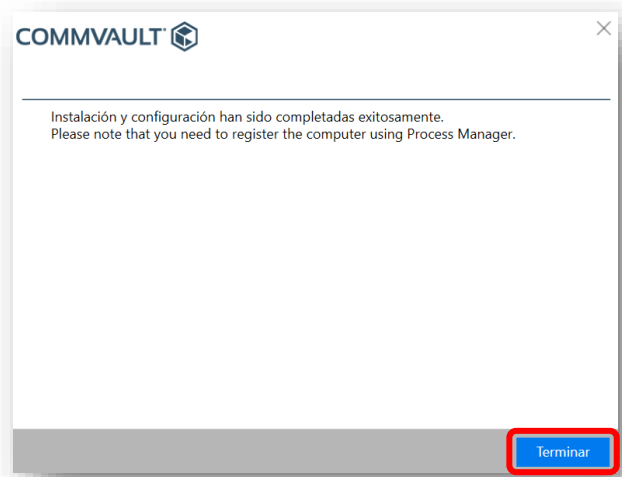 COMMVAULT
Instalación y configuración han sido completadas exitosamente.
Please note that you need to register the computer using Process Manager.
Terminar